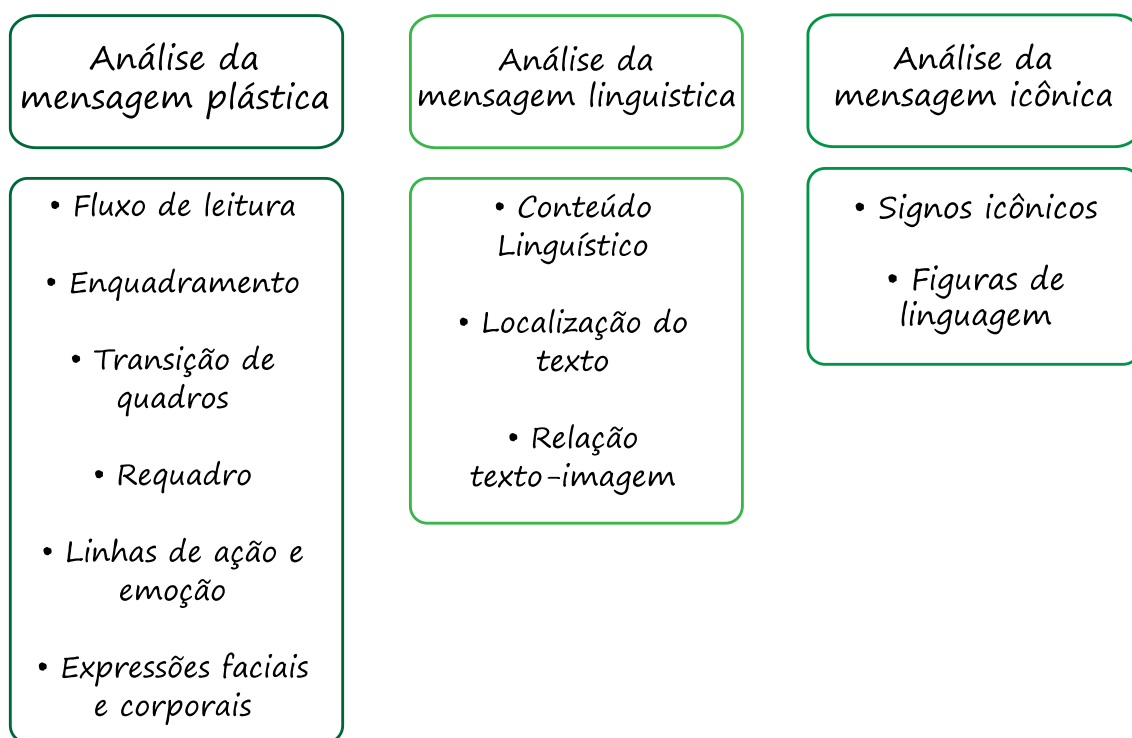 Análise da
mensagem plástica
• Fluxo de leitura
• Enquadramento
• Transição de
quadros
• Requadro
• Linhas de ação e
emoção
• Expressões faciais
e corporais
Análise da
mensagem linguistica
• Conteúdo
Linguístico
• Localização do
texto
• Relação
texto-imagem
Análise da
mensagem icônica
• Signos icônicos
• Figuras de
linguagem